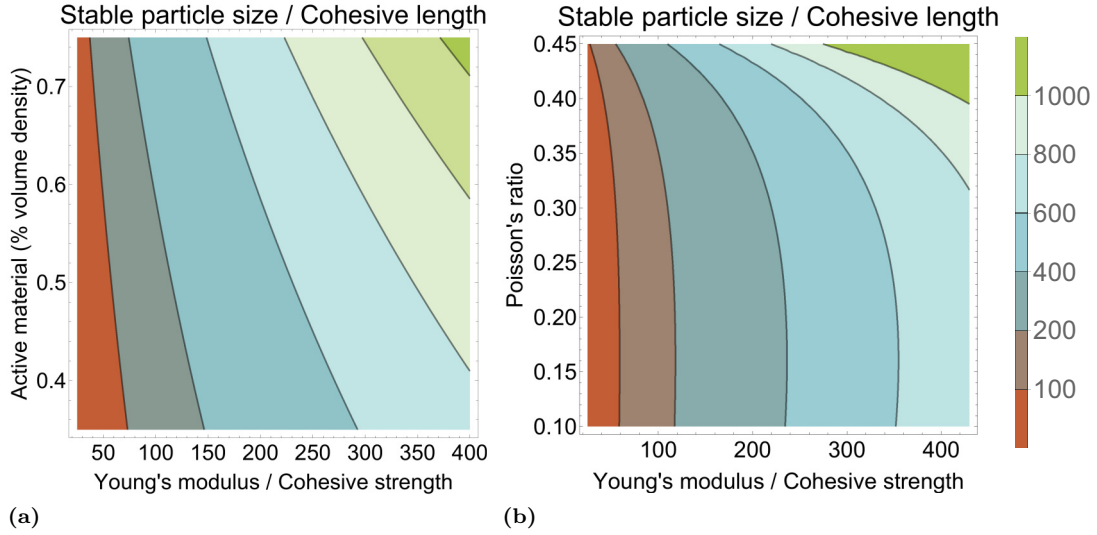 Stable particle size / Cohesive length
Active material (% volume density)
0.7
0.6
0.5
0.4
50 100 150 200 250 300 350 400
Young's modulus / Cohesive strength
(a)
Stable particle size / Cohesive length
Poisson's ratio
0.45
0.40
0.35
0.30
0.25
0.20
0.15
0.10
100 200 300 400
Young's modulus / Cohesive strength
(b)
1000
800
600
400
200
100